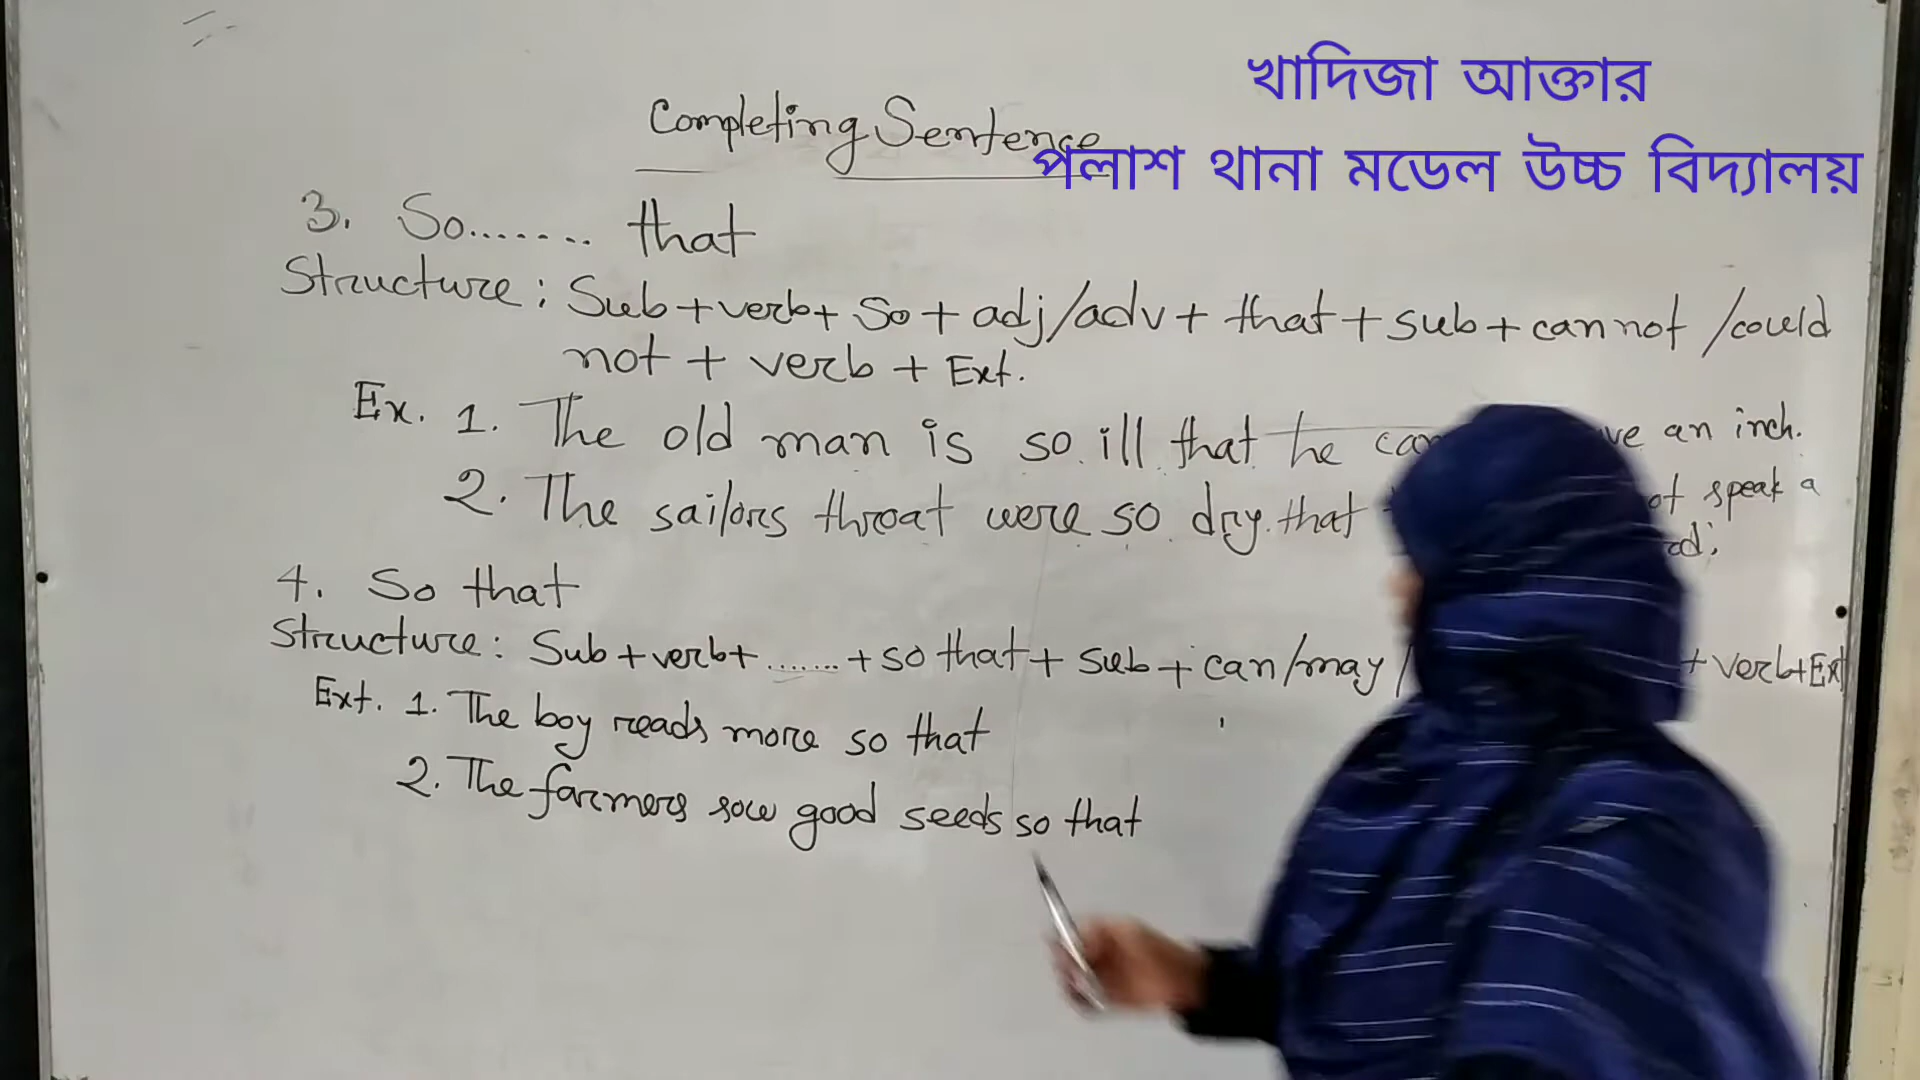 খাদিজা আক্তার
পলাশ থানা মডেল উচ্চ বিদ্যালয়
Completing Sentence
3. So....... that
Structure: Sub+verb+ So + adj/adv+ that + sub + can not /could
not + verb + Ext.
Ex. 1. The old man is so ill that he an inch.
2. The sailors throat were so dry that speak a
4. So that
Structure: Sub+verb+ ....... + so that + sub + can/may/ + verb+Ext
Ext. 1. The boy reads more so that
2. The farmers sow good seeds so that